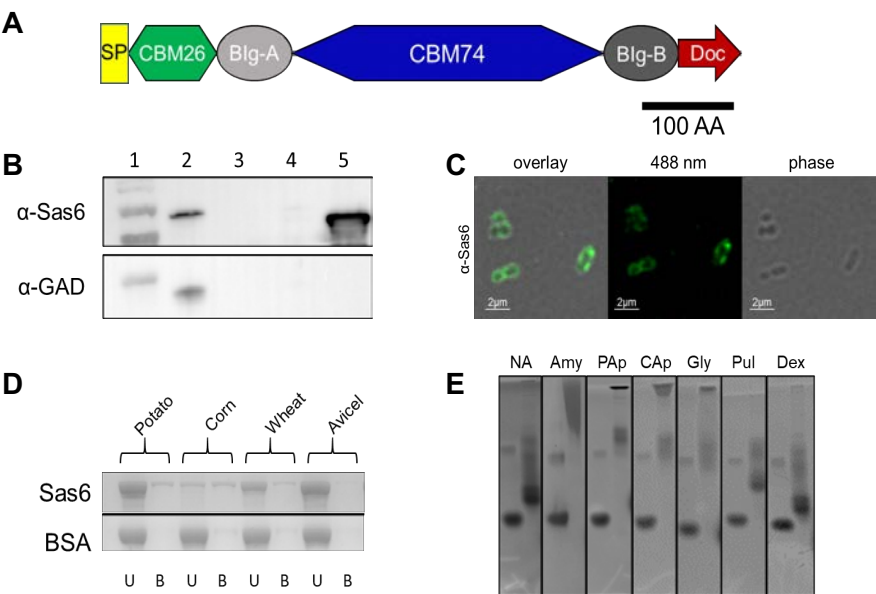 A
SP CBM26 BIg-A CBM74 BIg-B Doc
100 AA
B
1 2 3 4 5
α-Sas6
α-GAD
C
overlay 488 nm phase
α-Sas6
2μm 2μm 2μm
D
Potato Corn Wheat Avicel
Sas6
BSA
U B U B U B U B
E
NA Amy PAp CAp Gly Pul Dex